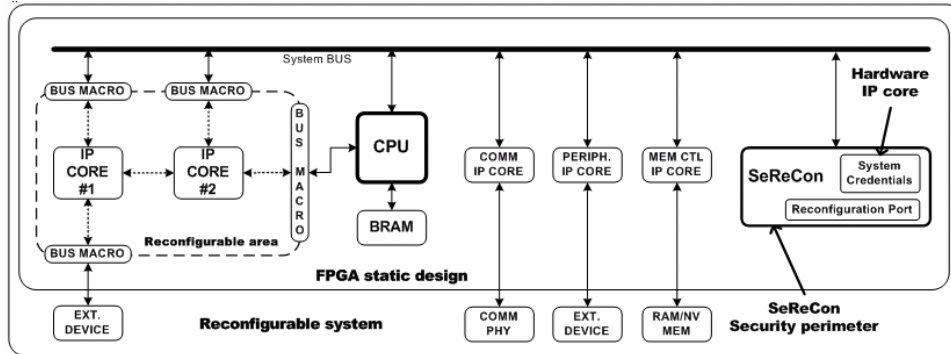 System BUS
BUS MACRO
BUS MACRO
Hardware
IP core
B
U
S
M
A
C
R
O
IP
CORE
#1
IP
CORE
#2
CPU
COMM
IP CORE
PERIPH.
IP CORE
MEM CTL
IP CORE
SeReCon
System
Credentials
Reconfiguration Port
BRAM
Reconfigurable area
BUS MACRO
FPGA static design
EXT.
DEVICE
Reconfigurable system
COMM
PHY
EXT.
DEVICE
RAM/NV
MEM
SeReCon
Security perimeter